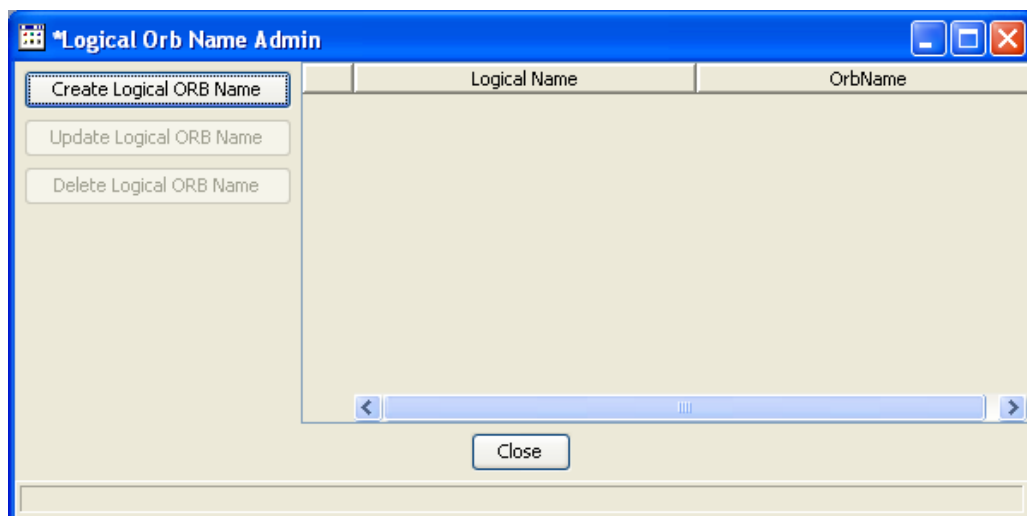 *Logical Orb Name Admin
Create Logical ORB Name
Update Logical ORB Name
Delete Logical ORB Name
Logical Name
OrbName
Close